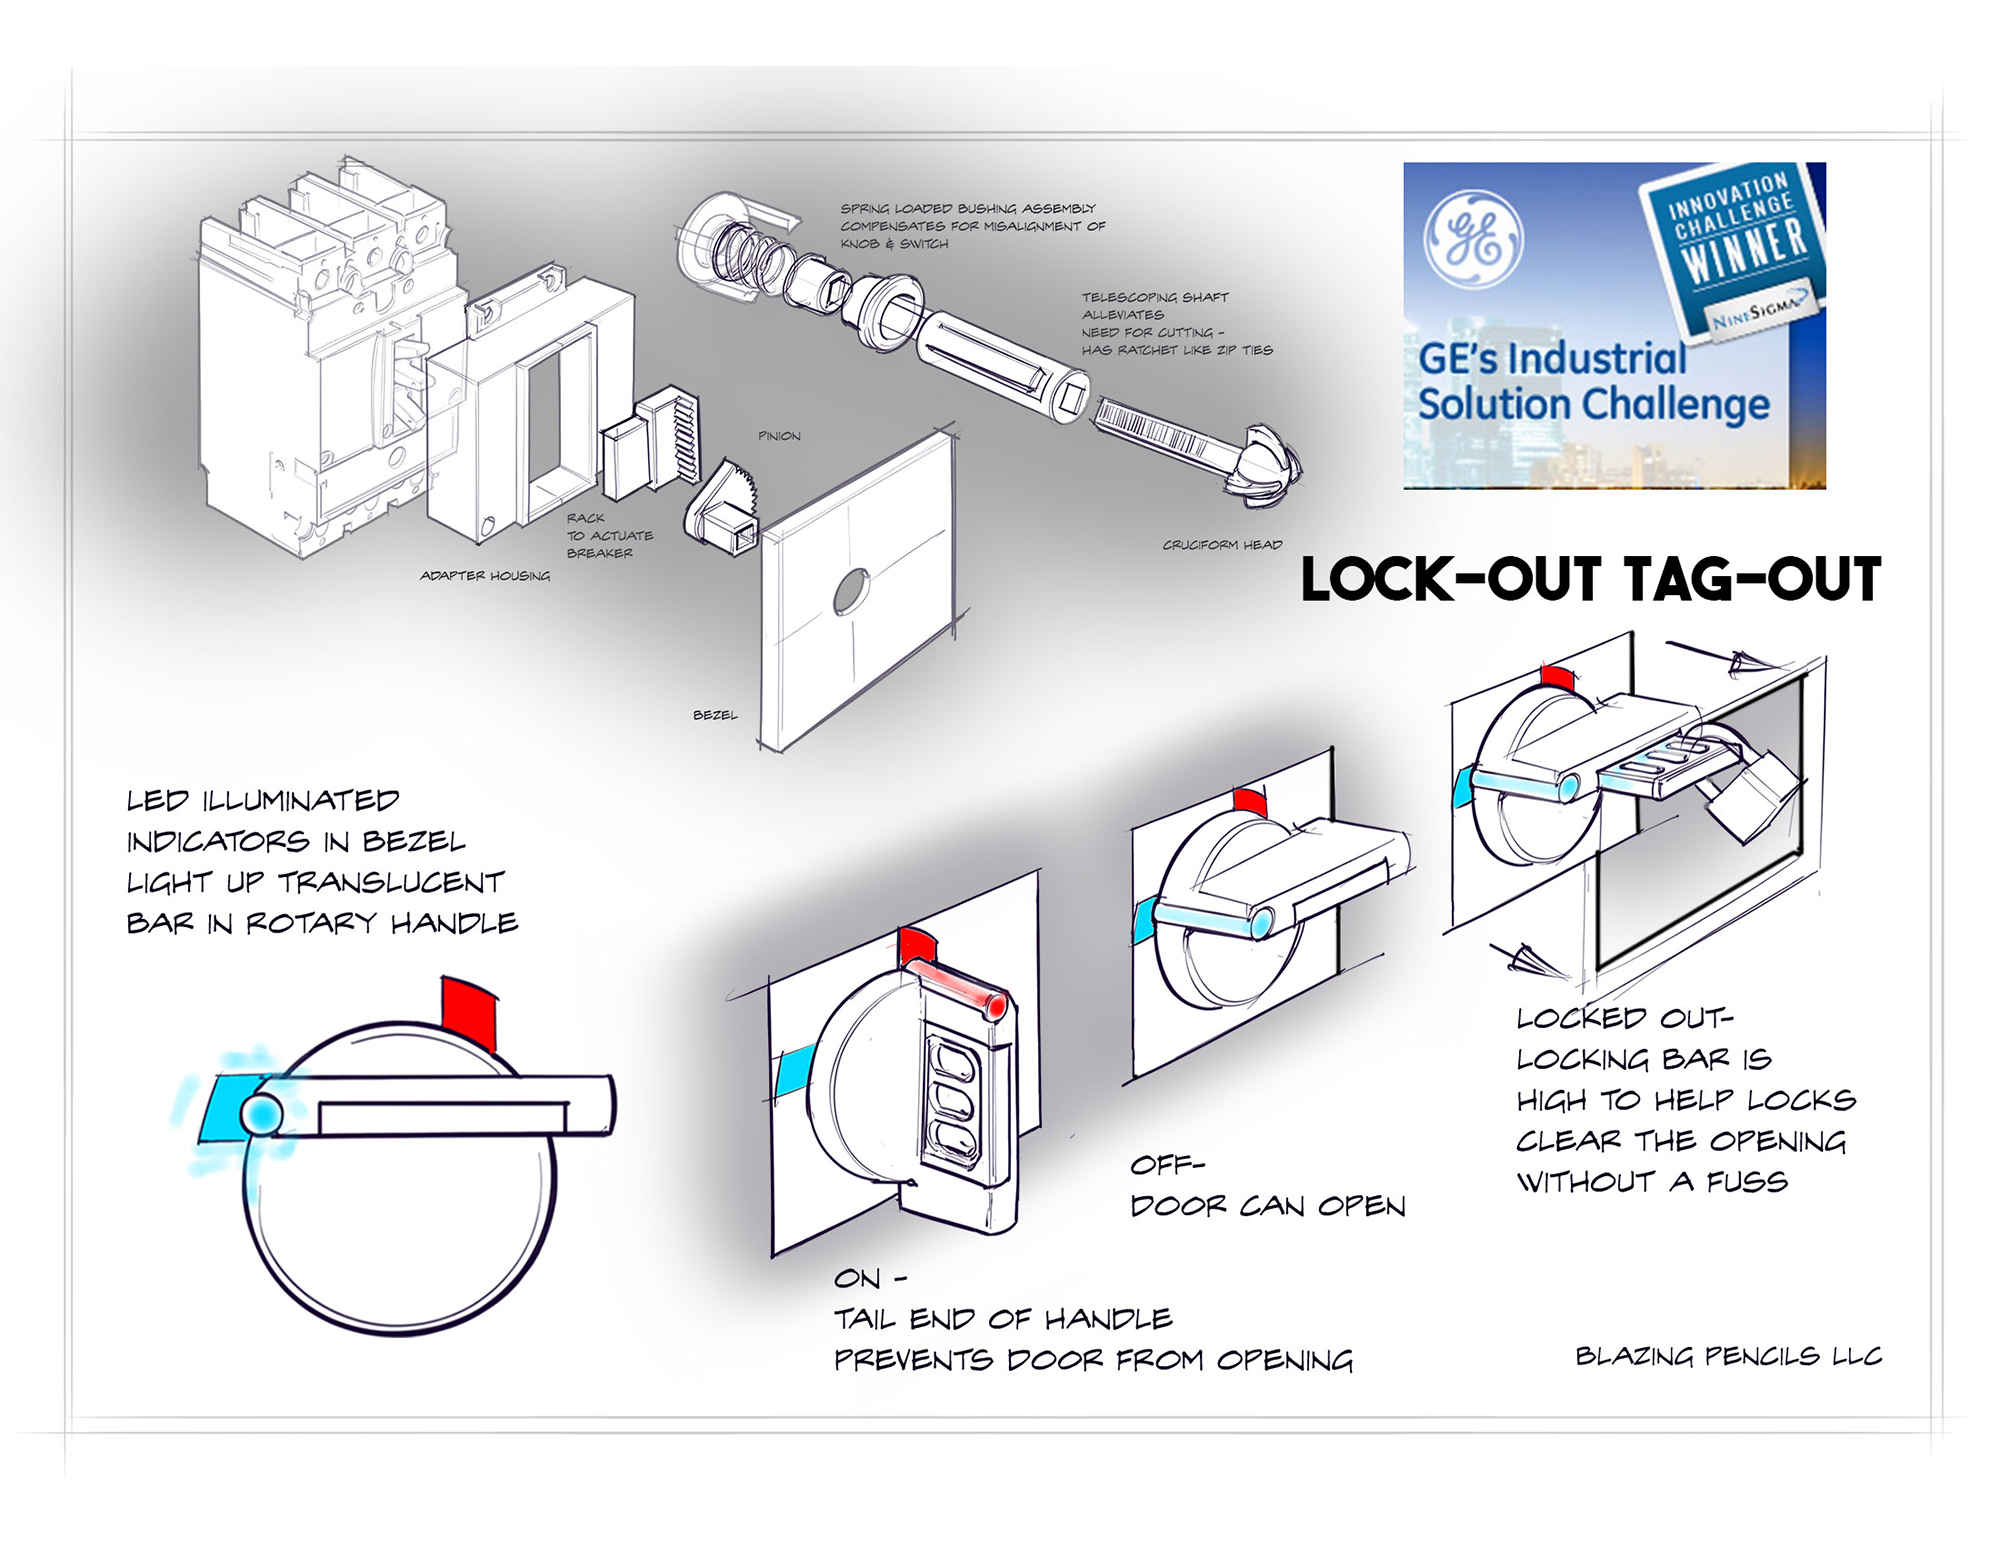 SPRING LOADED BUSHING ASSEMBLY
COMPENSATES FOR MISALIGNMENT OF
KNOB & SWITCH
TELESCOPING SHAFT
ALLEVIATES
NEED FOR CUTTING -
HAS RATCHET LIKE ZIP TIES
PINION
RACK
TO ACTUATE
BREAKER
ADAPTER HOUSING
CRUCIFORM HEAD
BEZEL
GE
INNOVATION
CHALLENGE
WINNER
NINESIGMA
GE's Industrial
Solution Challenge
LOCK-OUT TAG-OUT
LED ILLUMINATED
INDICATORS IN BEZEL
LIGHT UP TRANSLUCENT
BAR IN ROTARY HANDLE
ON -
TAIL END OF HANDLE
PREVENTS DOOR FROM OPENING
OFF-
DOOR CAN OPEN
LOCKED OUT-
LOCKING BAR IS
HIGH TO HELP LOCKS
CLEAR THE OPENING
WITHOUT A FUSS
BLAZING PENCILS LLC